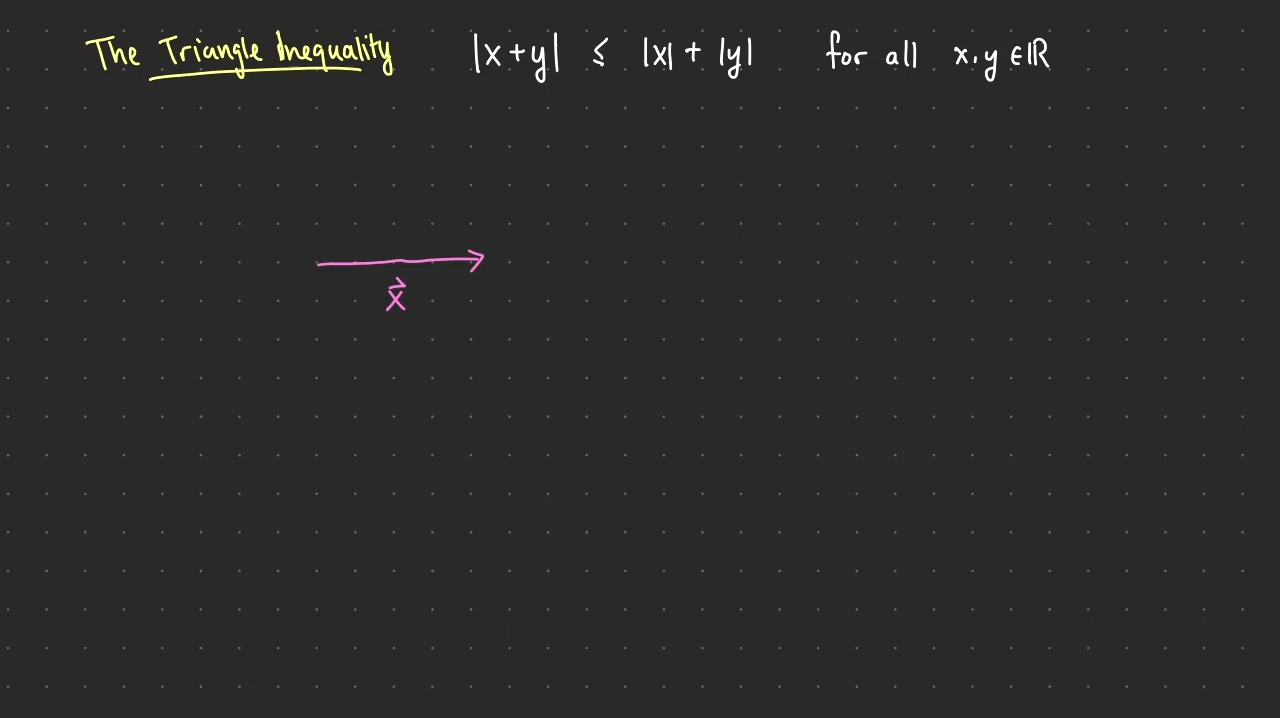 The Triangle Inequality |x+y| ≤ |x| + |y| for all x, y ∈ ℝ
x⃗